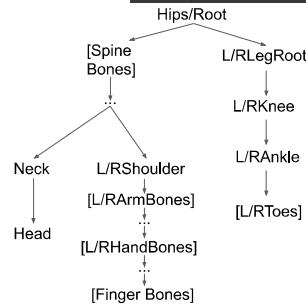 Hips/Root
[Spine
Bones]
...
L/RLegRoot
L/RKnee
L/RAnkle
[L/RToes]
Neck
Head
L/RShoulder
[L/RArmBones]
...
[L/RHandBones]
...
[Finger Bones]